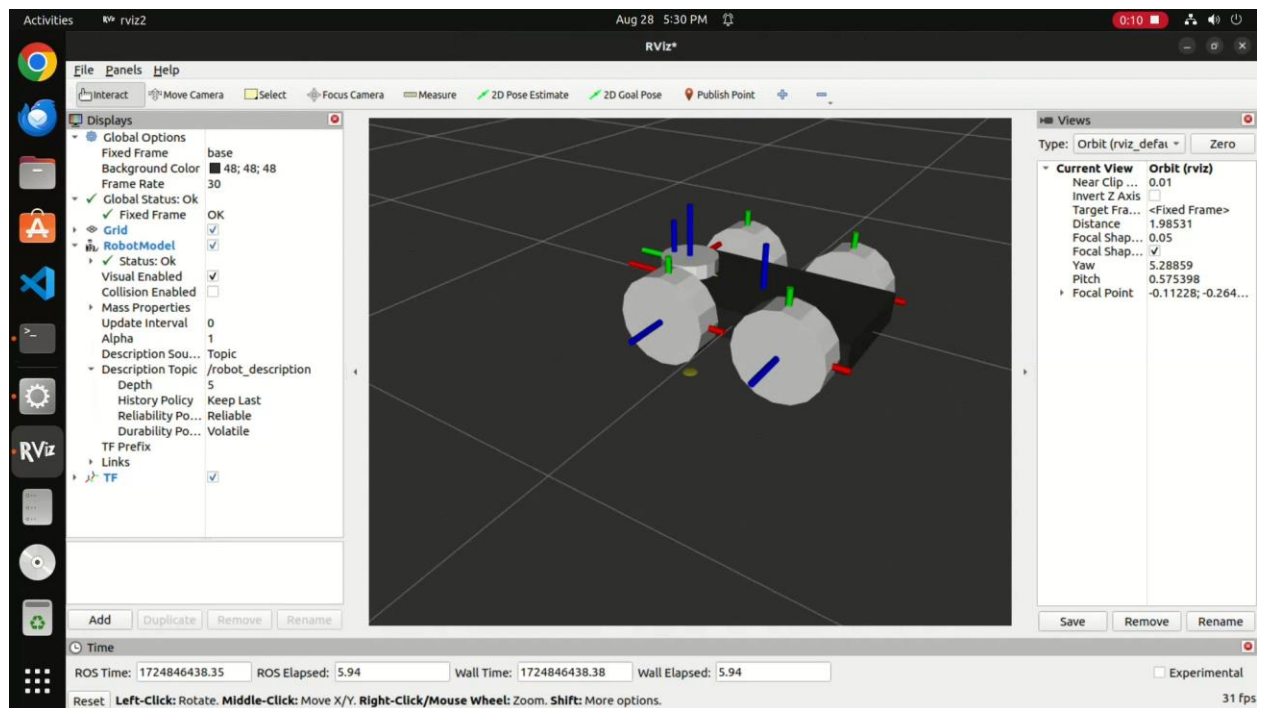 Activities RViz rviz2 Aug 28 5:30 PM 0:10
RViz*
File Panels Help
Interact Move Camera Select Focus Camera Measure 2D Pose Estimate 2D Goal Pose Publish Point
Displays
Global Options
Fixed Frame base
Background Color 48; 48; 48
Frame Rate 30
Global Status: Ok
Fixed Frame OK
Grid
RobotModel
Status: Ok
Visual Enabled
Collision Enabled
Mass Properties
Update Interval 0
Alpha 1
Description Sou... Topic
Description Topic /robot_description
Depth 5
History Policy Keep Last
Reliability Po... Reliable
Durability Po... Volatile
TF Prefix
Links
TF
Add Duplicate Remove Rename
Views
Type: Orbit (rviz_defau Zero
Current View Orbit (rviz)
Near Clip ... 0.01
Invert Z Axis
Target Fra... <Fixed Frame>
Distance 1.98531
Focal Shap... 0.05
Focal Shap...
Yaw 5.28859
Pitch 0.575398
Focal Point -0.11228; -0.264...
Save Remove Rename
RViz
Time
ROS Time: 1724846438.35 ROS Elapsed: 5.94 Wall Time: 1724846438.38 Wall Elapsed: 5.94 Experimental
Reset Left-Click: Rotate. Middle-Click: Move X/Y. Right-Click/Mouse Wheel: Zoom. Shift: More options. 31 fps